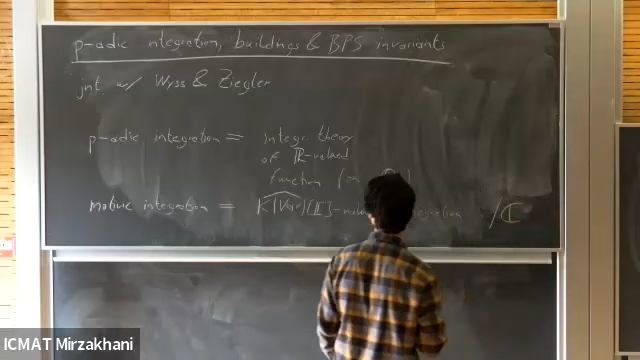 p-adic integration, buildings & BPS invariants
jnt w/ Wyss & Ziegler
p-adic integration = integr. theory
of ℝ-valued
function (on
motivic integration = K(Var)[𝕃]-valued integration /ℂ
ICMAT Mirzakhani